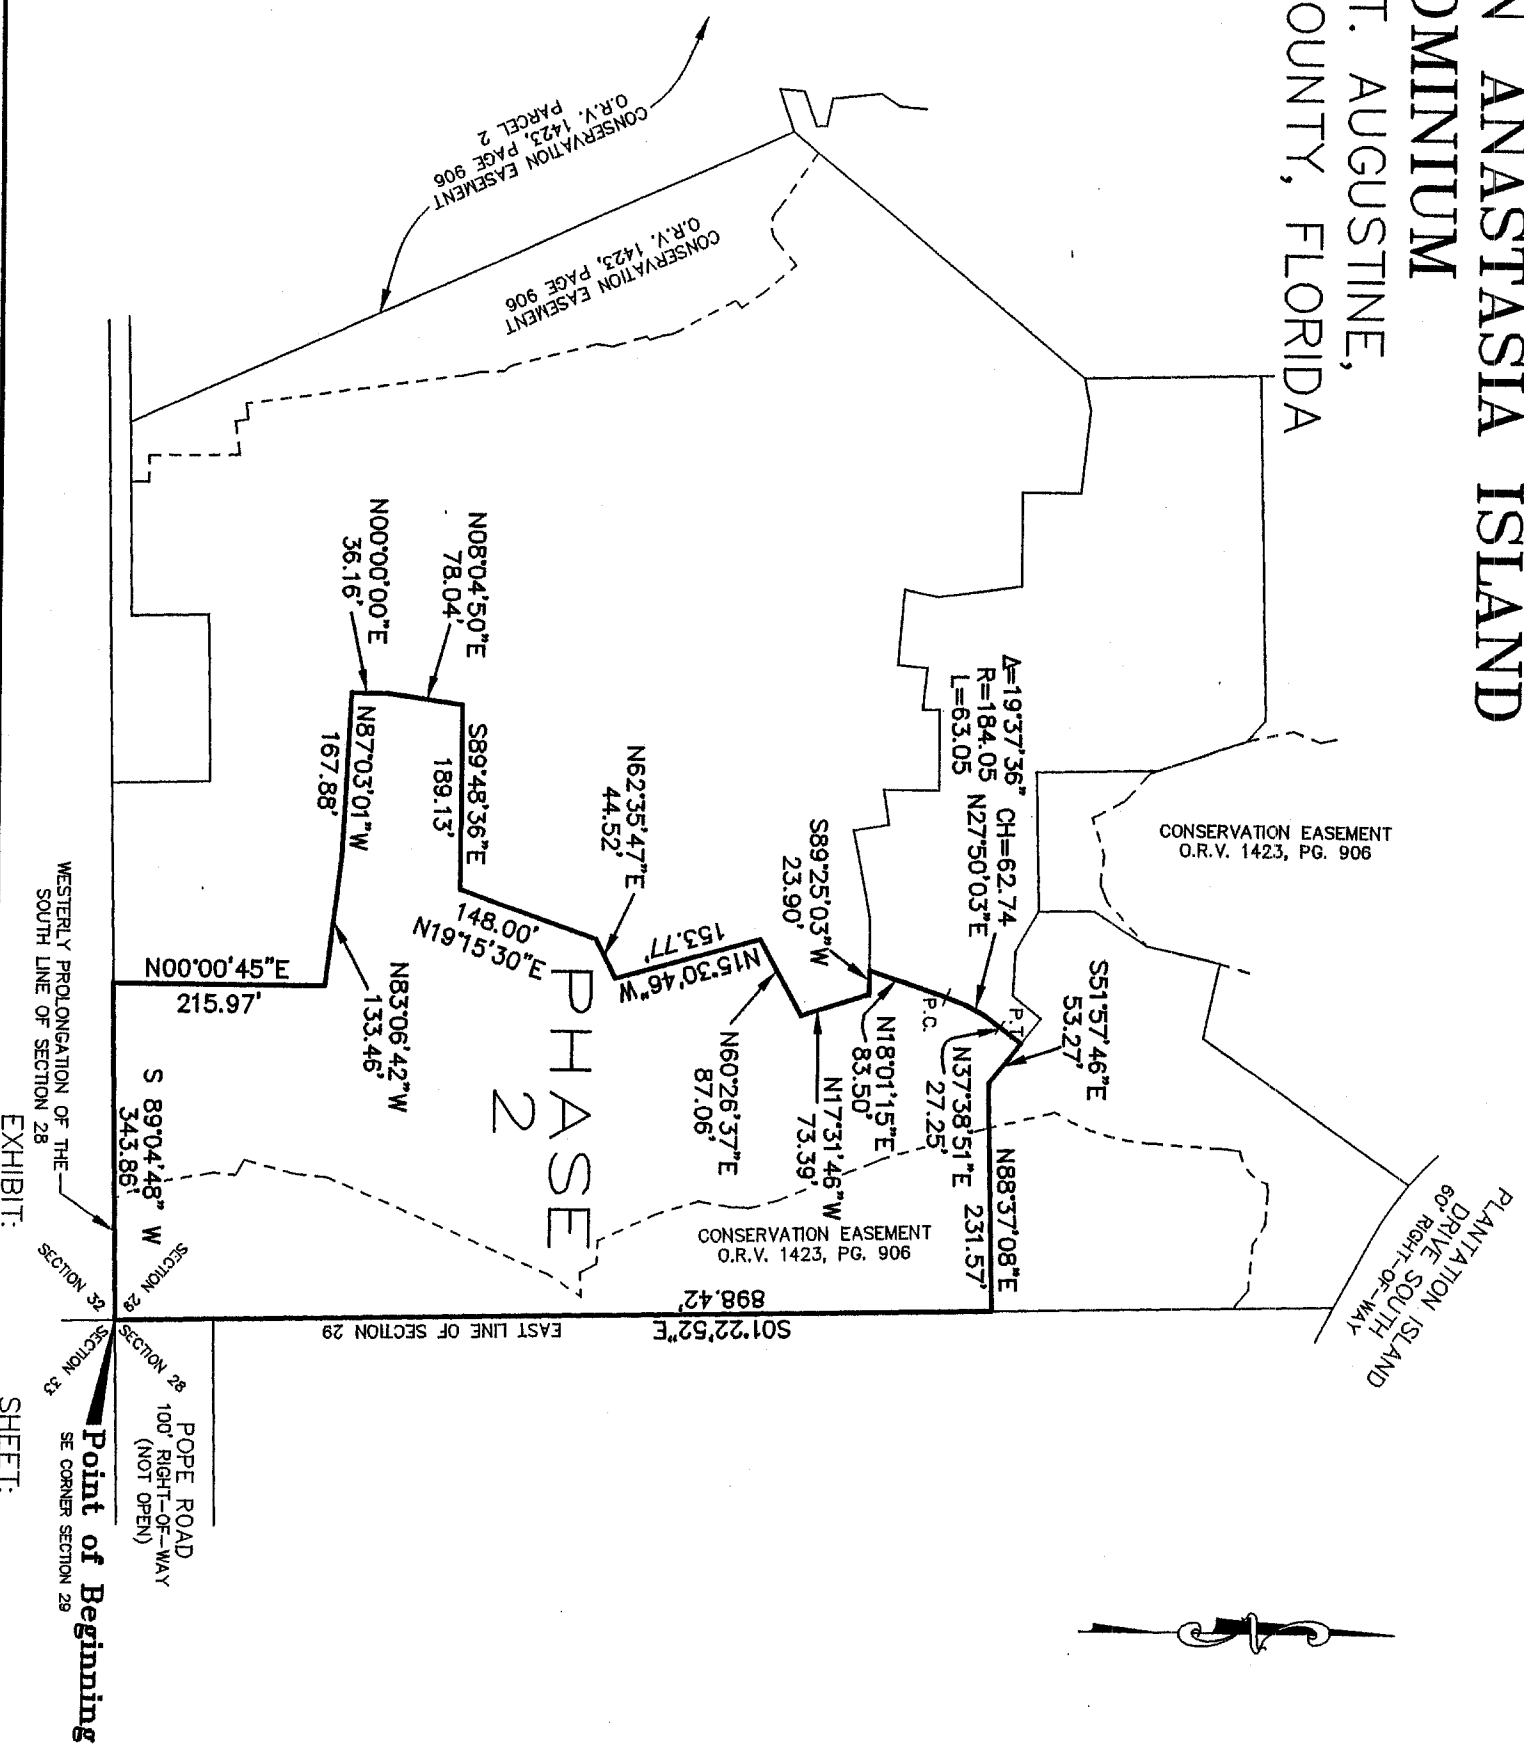 N ANASTASIA ISLAND
OMINIUM
T. AUGUSTINE,
OUNTY, FLORIDA
CONSERVATION EASEMENT
O.R.V. 1423, PAGE 906
PARCEL 2
CONSERVATION EASEMENT
O.R.V. 1423, PAGE 906
CONSERVATION EASEMENT
O.R.V. 1423, PG. 906
PLANTATION ISLAND
DRIVE SOUTH
60' RIGHT-OF-WAY
Δ=19°37'36" CH=62.74
R=184.05 N27°50'03"E
L=63.05
S51°57'46"E
53.27'
P.T.
P.C.
N37°38'51"E
27.25'
N88°37'08"E
231.57'
N18°01'15"E
83.50'
S89°25'03"W
23.90'
N17°31'46"W
73.39'
N60°26'37"E
87.06'
N15°30'46"W
153.77'
N62°35'47"E
44.52'
148.00'
N19°15'30"E
S89°48'36"E
189.13'
N08°04'50"E
78.04'
N00°00'00"E
36.16'
N87°03'01"W
167.88'
N83°06'42"W
133.46'
N00°00'45"E
215.97'
PHASE
2
CONSERVATION EASEMENT
O.R.V. 1423, PG. 906
S01°22'52"E
898.42'
EAST LINE OF SECTION 29
S 89°04'48" W
343.86'
WESTERLY PROLONGATION OF THE
SOUTH LINE OF SECTION 28
SECTION 29
SECTION 32
SECTION 28
SECTION 33
POPE ROAD
100' RIGHT-OF-WAY
(NOT OPEN)
Point of Beginning
SE CORNER SECTION 29
EXHIBIT:
SHEET: